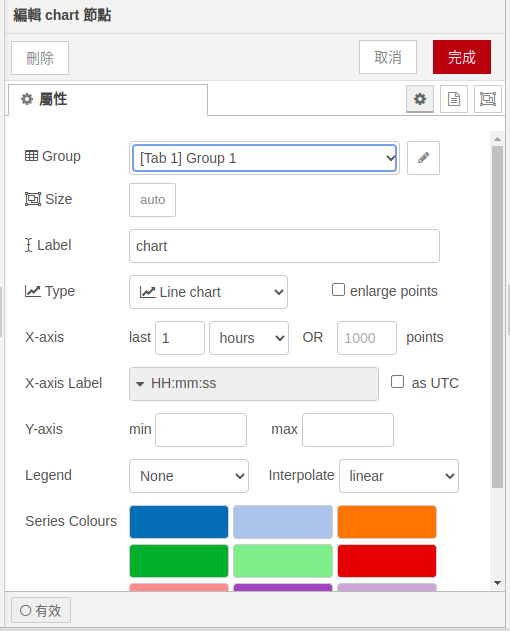 編輯 chart 節點
刪除 取消 完成
屬性
Group [Tab 1] Group 1
Size auto
Label chart
Type Line chart enlarge points
X-axis last 1 hours OR 1000 points
X-axis Label HH:mm:ss as UTC
Y-axis min max
Legend None Interpolate linear
Series Colours
有效